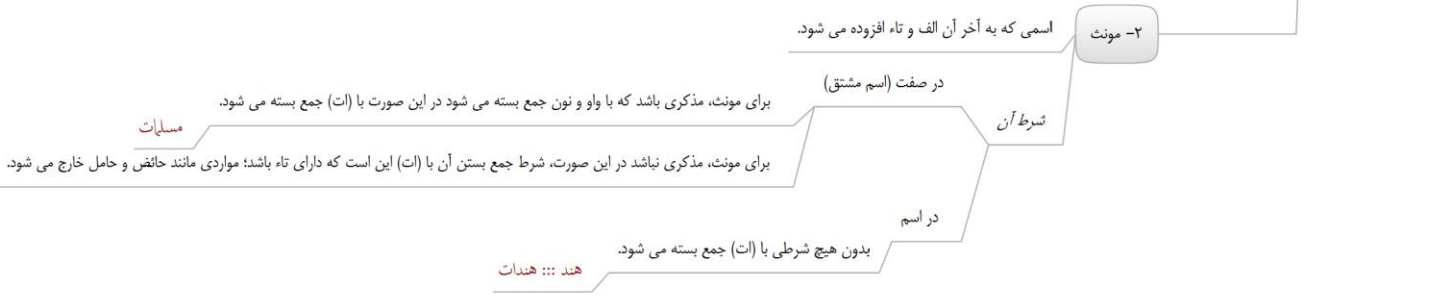 ۲- مونث
اسمی که به آخر آن الف و تاء افزوده می شود.
شرط آن
در صفت (اسم مشتق)
برای مونث، مذکری باشد که با واو و نون جمع بسته می شود در این صورت با (ات) جمع بسته می شود.
مسلمات
برای مونث، مذکری نباشد در این صورت، شرط جمع بستن آن با (ات) این است که دارای تاء باشد؛ مواردی مانند حائض و حامل خارج می شود.
در اسم
بدون هیچ شرطی با (ات) جمع بسته می شود.
هند ::: هندات